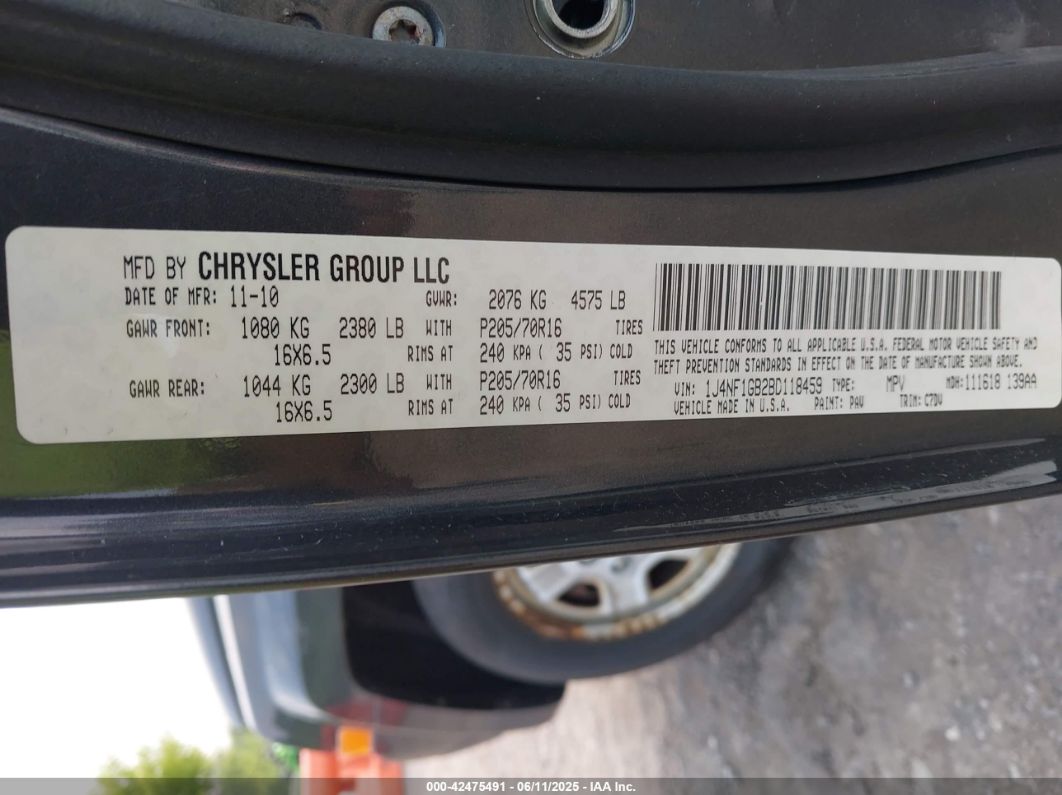 MFD BY CHRYSLER GROUP LLC
DATE OF MFR: 11-10 GVWR: 2076 KG 4575 LB
GAWR FRONT: 1080 KG 2380 LB WITH P205/70R16 TIRES
16X6.5 RIMS AT 240 KPA ( 35 PSI) COLD
GAWR REAR: 1044 KG 2300 LB WITH P205/70R16 TIRES
16X6.5 RIMS AT 240 KPA ( 35 PSI) COLD
THIS VEHICLE CONFORMS TO ALL APPLICABLE U.S.A. FEDERAL MOTOR VEHICLE SAFETY AND
THEFT PREVENTION STANDARDS IN EFFECT ON THE DATE OF MANUFACTURE SHOWN ABOVE.
VIN: 1J4NF1GB2BD118459 TYPE: MPV MDH: 111618 139AA
VEHICLE MADE IN U.S.A. PAINT: PAV TRIM: C7DV
000-42475491 - 06/11/2025 - IAA Inc.